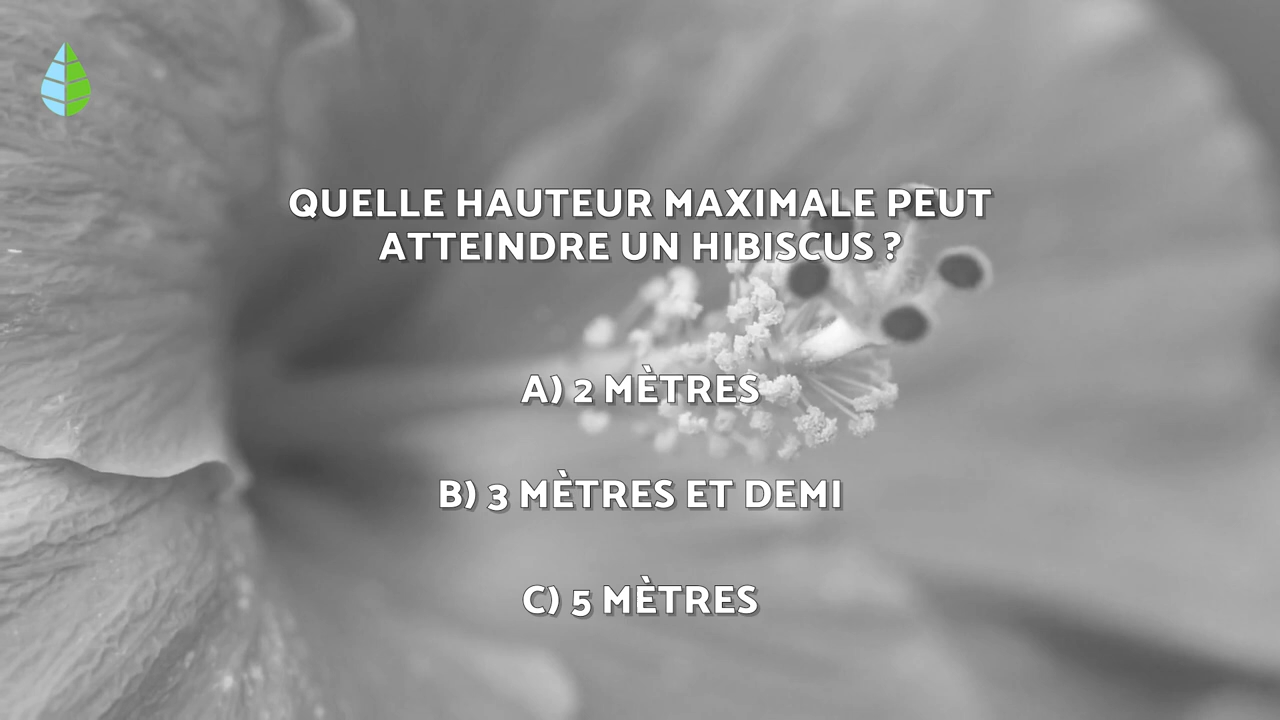 QUELLE HAUTEUR MAXIMALE PEUT
ATTEINDRE UN HIBISCUS ?
A) 2 MÈTRES
B) 3 MÈTRES ET DEMI
C) 5 MÈTRES